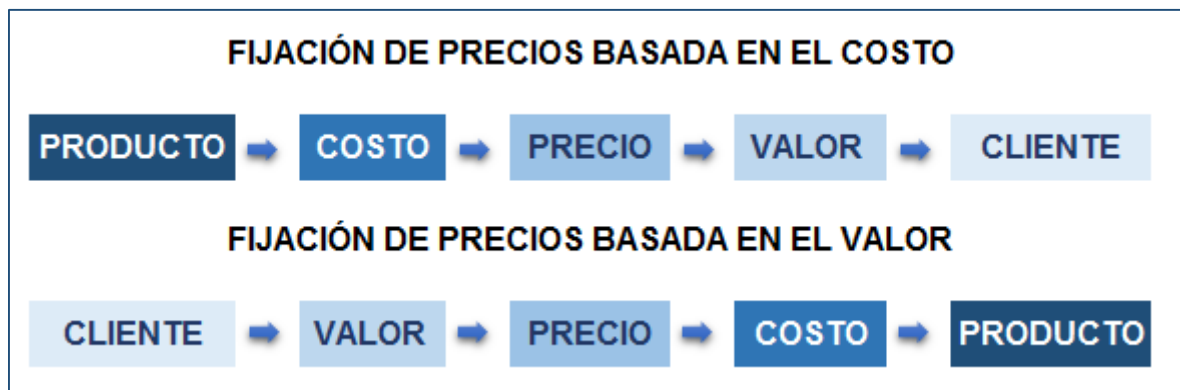 FIJACIÓN DE PRECIOS BASADA EN EL COSTO
PRODUCTO COSTO PRECIO VALOR CLIENTE
FIJACIÓN DE PRECIOS BASADA EN EL VALOR
CLIENTE VALOR PRECIO COSTO PRODUCTO